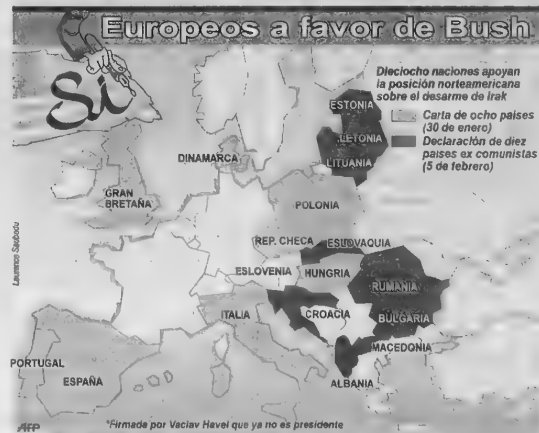 Europeos a favor de Bush
Sí
Dieciocho naciones apoyan
la posición norteamericana
sobre el desarme de Irak
Carta de ocho países
(30 de enero)
Declaración de diez
países ex comunistas
(5 de febrero)
ESTONIA
LETONIA
LITUANIA
DINAMARCA
GRAN
BRETAÑA
POLONIA
REP. CHECA
ESLOVAQUIA
ESLOVENIA
HUNGRIA
RUMANIA
ITALIA
CROACIA
BULGARIA
MACEDONIA
PORTUGAL
ESPAÑA
ALBANIA
AFP
*Firmada por Vaclav Havel que ya no es presidente